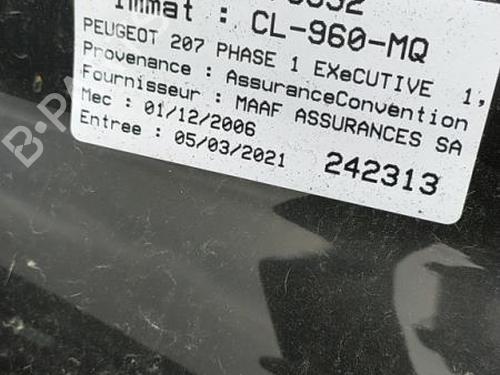 Immat : CL-960-MQ
PEUGEOT 207 PHASE 1 EXeCUTIVE 1,
Provenance : AssuranceConvention
Fournisseur : MAAF ASSURANCES SA
Mec : 01/12/2006
Entree : 05/03/2021 242313